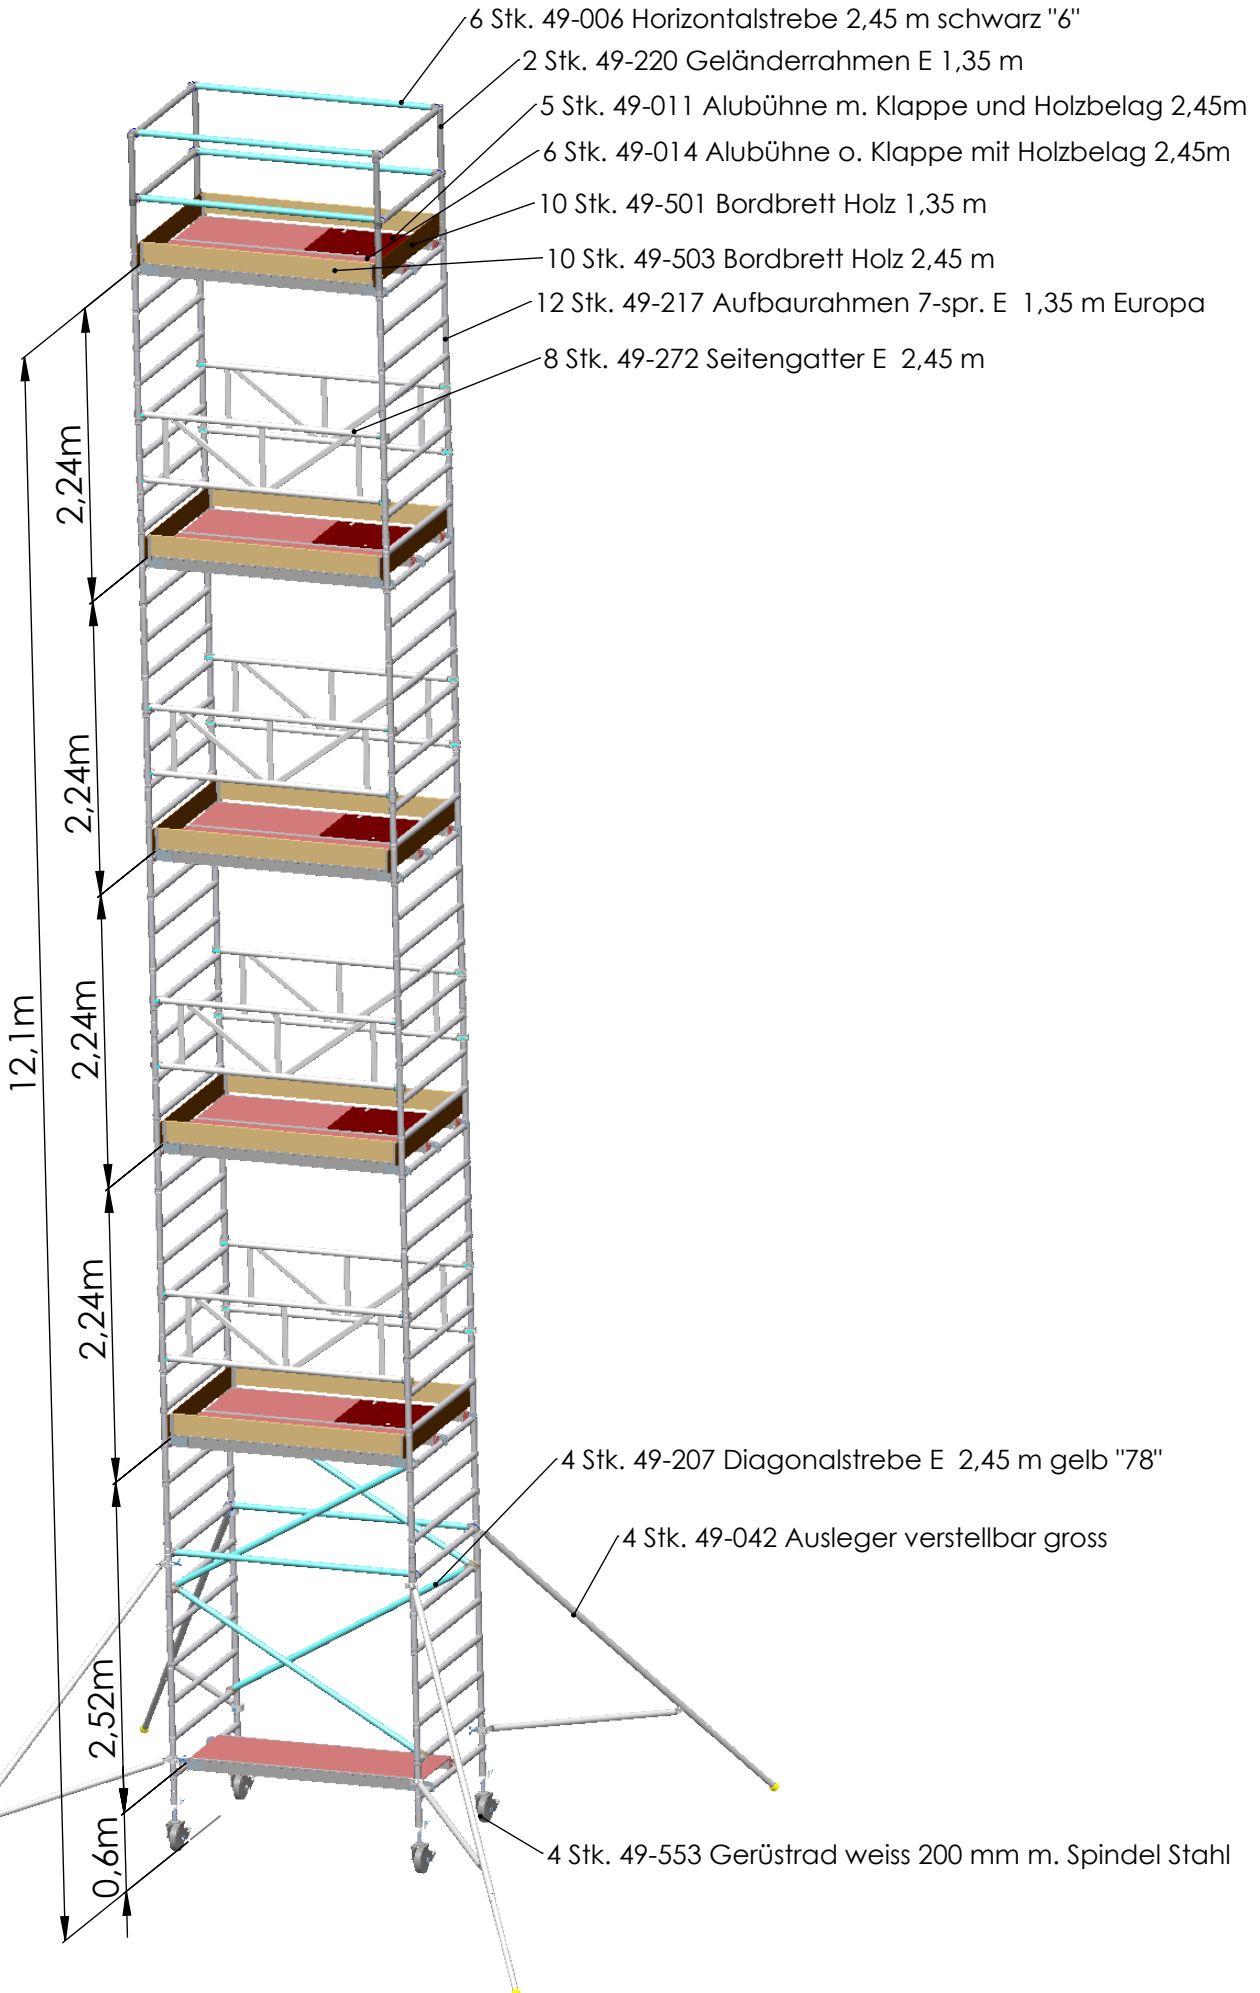 6 Stk. 49-006 Horizontalstrebe 2,45 m schwarz "6"
2 Stk. 49-220 Geländerrahmen E 1,35 m
5 Stk. 49-011 Alubühne m. Klappe und Holzbelag 2,45m
6 Stk. 49-014 Alubühne o. Klappe mit Holzbelag 2,45m
10 Stk. 49-501 Bordbrett Holz 1,35 m
10 Stk. 49-503 Bordbrett Holz 2,45 m
12 Stk. 49-217 Aufbaurahmen 7-spr. E 1,35 m Europa
8 Stk. 49-272 Seitengatter E 2,45 m
2,24m
2,24m
2,24m
12,1m
2,24m
4 Stk. 49-207 Diagonalstrebe E 2,45 m gelb "78"
4 Stk. 49-042 Ausleger verstellbar gross
2,52m
0,6m
4 Stk. 49-553 Gerüstrad weiss 200 mm m. Spindel Stahl